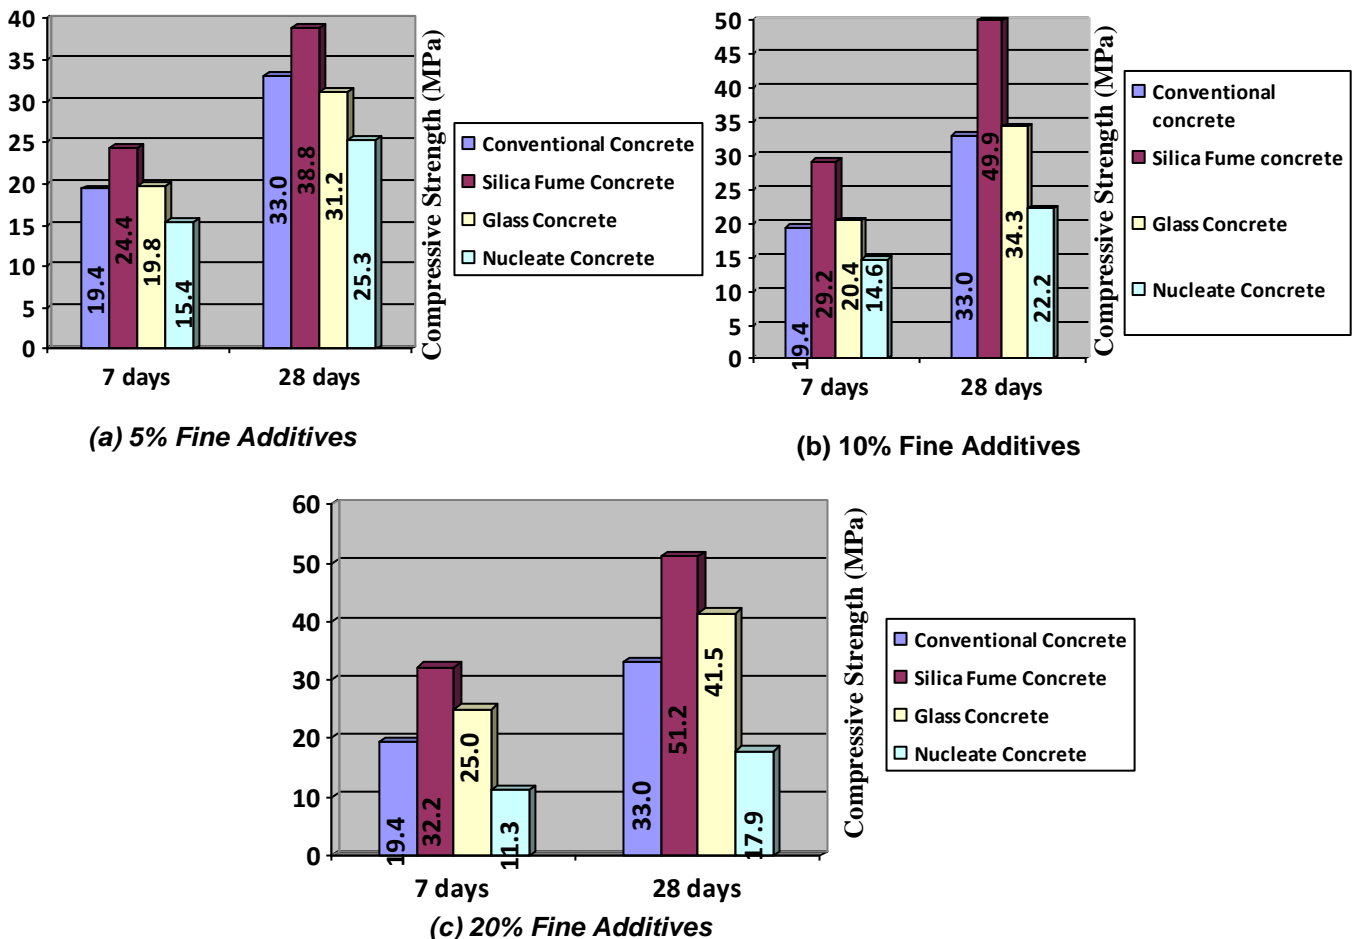 40
35
30
25
20
15
10
5
0
19.4
24.4
19.8
15.4
33.0
38.8
31.2
25.3
7 days
28 days
Compressive Strength (MPa)
Conventional Concrete
Silica Fume Concrete
Glass Concrete
Nucleate Concrete
(a) 5% Fine Additives
50
45
40
35
30
25
20
15
10
5
0
19.4
29.2
20.4
14.6
33.0
49.9
34.3
22.2
7 days
28 days
Compressive Strength (MPa)
Conventional
concrete
Silica Fume concrete
Glass Concrete
Nucleate Concrete
(b) 10% Fine Additives
60
50
40
30
20
10
0
19.4
32.2
25.0
11.3
33.0
51.2
41.5
17.9
7 days
28 days
Compressive Strength (MPa)
Conventional Concrete
Silica Fume Concrete
Glass Concrete
Nucleate Concrete
(c) 20% Fine Additives